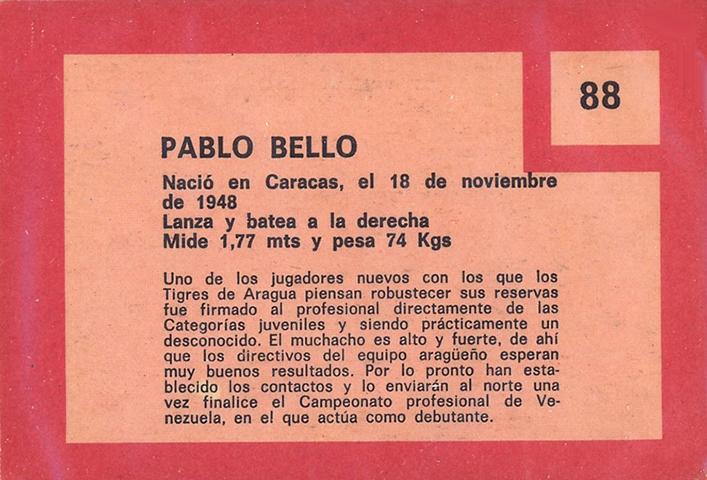 88
PABLO BELLO
Nació en Caracas, el 18 de noviembre
de 1948
Lanza y batea a la derecha
Mide 1,77 mts y pesa 74 Kgs
Uno de los jugadores nuevos con los que los
Tigres de Aragua piensan robustecer sus reservas
fue firmado al profesional directamente de las
Categorías juveniles y siendo prácticamente un
desconocido. El muchacho es alto y fuerte, de ahí
que los directivos del equipo aragüeño esperan
muy buenos resultados. Por lo pronto han esta-
blecido los contactos y lo enviarán al norte una
vez finalice el Campeonato profesional de Ve-
nezuela, en el que actúa como debutante.